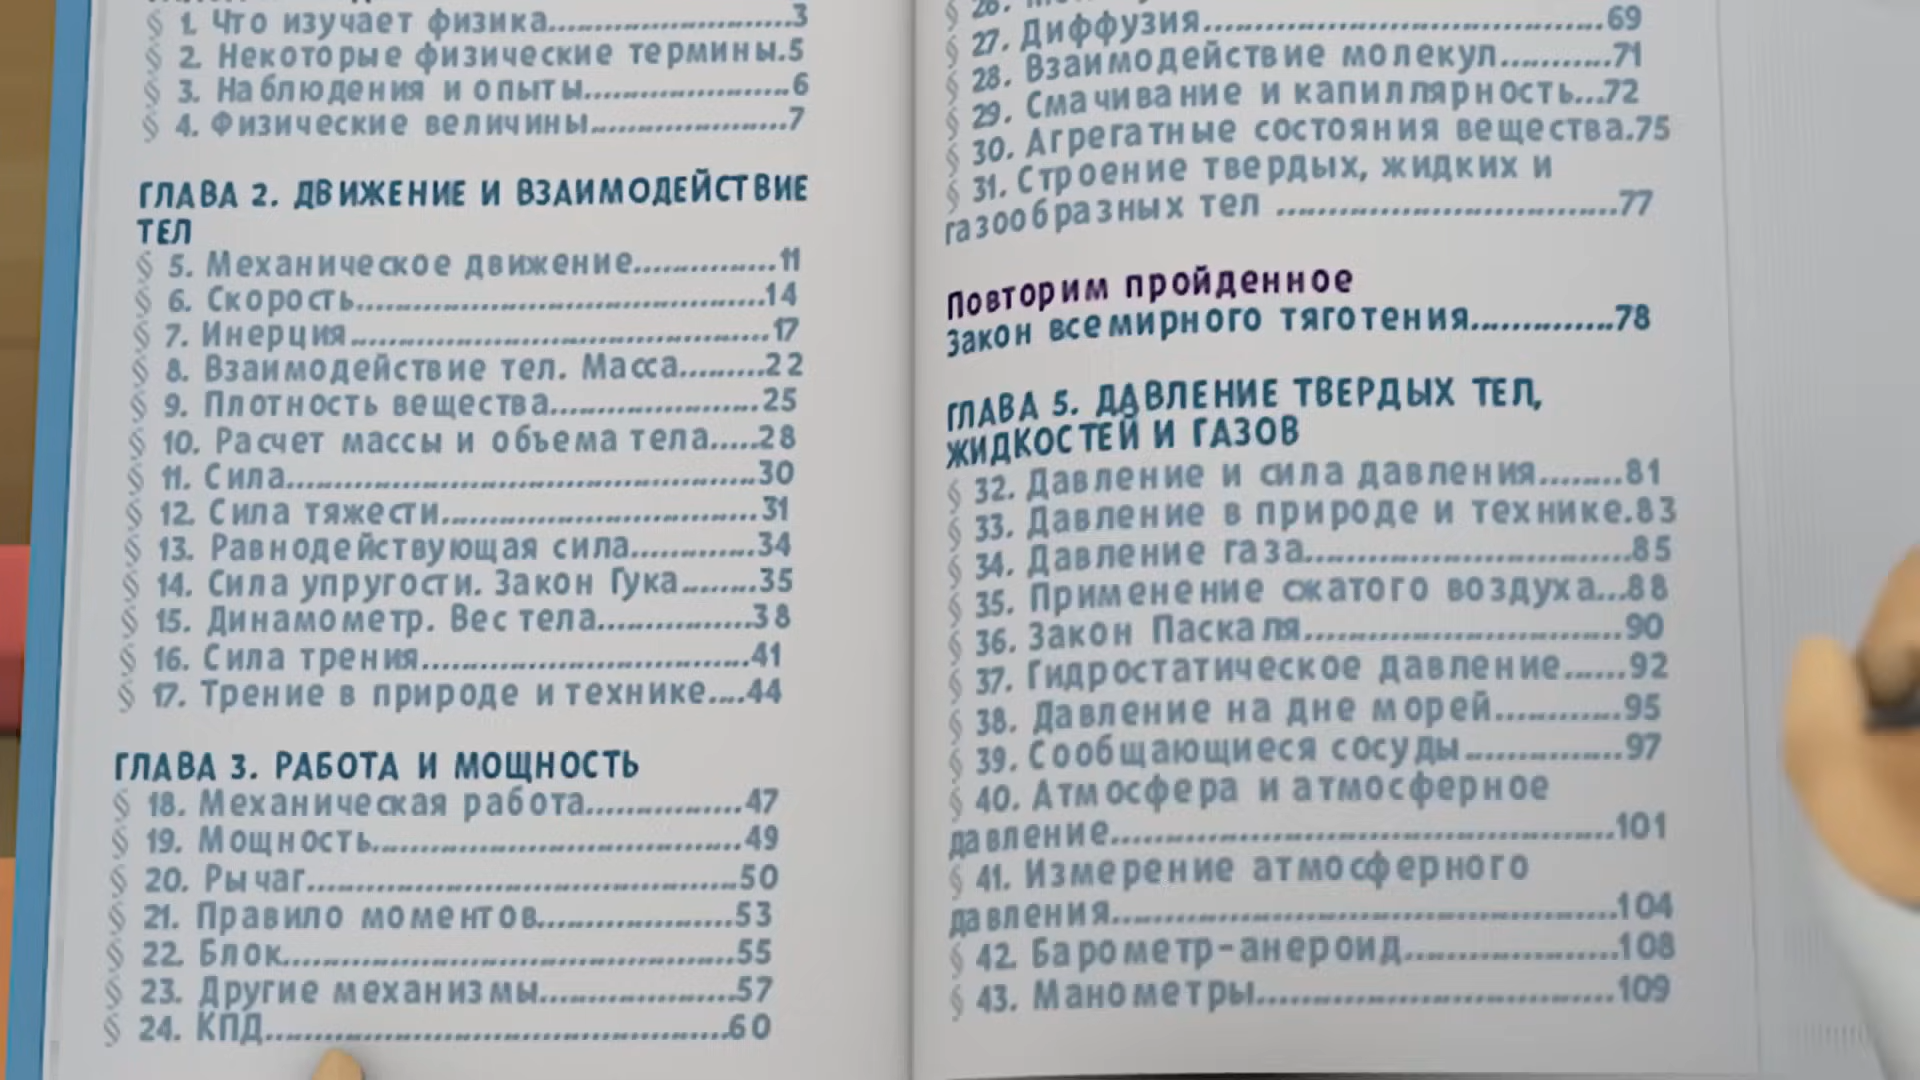 § 1. Что изучает физика..........................3
§ 2. Некоторые физические термины.5
§ 3. Наблюдения и опыты......................6
§ 4. Физические величины.....................7
ГЛАВА 2. ДВИЖЕНИЕ И ВЗАИМОДЕЙСТВИЕ
ТЕЛ
§ 5. Механическое движение...............11
§ 6. Скорость............................................14
§ 7. Инерция.............................................17
§ 8. Взаимодействие тел. Масса.........22
§ 9. Плотность вещества......................25
§ 10. Расчет массы и объема тела.....28
§ 11. Сила..................................................30
§ 12. Сила тяжести..................................31
§ 13. Равнодействующая сила.............34
§ 14. Сила упругости. Закон Гука........35
§ 15. Динамометр. Вес тела................38
§ 16. Сила трения...................................41
§ 17. Трение в природе и технике....44
ГЛАВА 3. РАБОТА И МОЩНОСТЬ
§ 18. Механическая работа.................47
§ 19. Мощность.......................................49
§ 20. Рычаг..............................................50
§ 21. Правило моментов.....................53
§ 22. Блок................................................55
§ 23. Другие механизмы.....................57
§ 24. КПД.................................................60
§ 26.
§ 27. Диффузия..........................................69
§ 28. Взаимодействие молекул...........71
§ 29. Смачивание и капиллярность...72
§ 30. Агрегатные состояния вещества.75
§ 31. Строение твердых, жидких и
газообразных тел ....................................77
Повторим пройденное
Закон всемирного тяготения..............78
ГЛАВА 5. ДАВЛЕНИЕ ТВЕРДЫХ ТЕЛ,
ЖИДКОСТЕЙ И ГАЗОВ
§ 32. Давление и сила давления........81
§ 33. Давление в природе и технике.83
§ 34. Давление газа..................................85
§ 35. Применение сжатого воздуха...88
§ 36. Закон Паскаля.................................90
§ 37. Гидростатическое давление......92
§ 38. Давление на дне морей.............95
§ 39. Сообщающиеся сосуды................97
§ 40. Атмосфера и атмосферное
давление.....................................................101
§ 41. Измерение атмосферного
давления.....................................................104
§ 42. Барометр-анероид......................108
§ 43. Манометры.....................................109